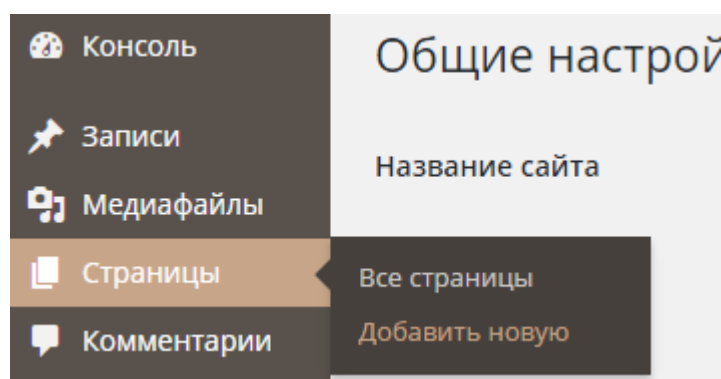 Консоль
Общие настрой
Записи
Название сайта
Медиафайлы
Страницы
Все страницы
Добавить новую
Комментарии